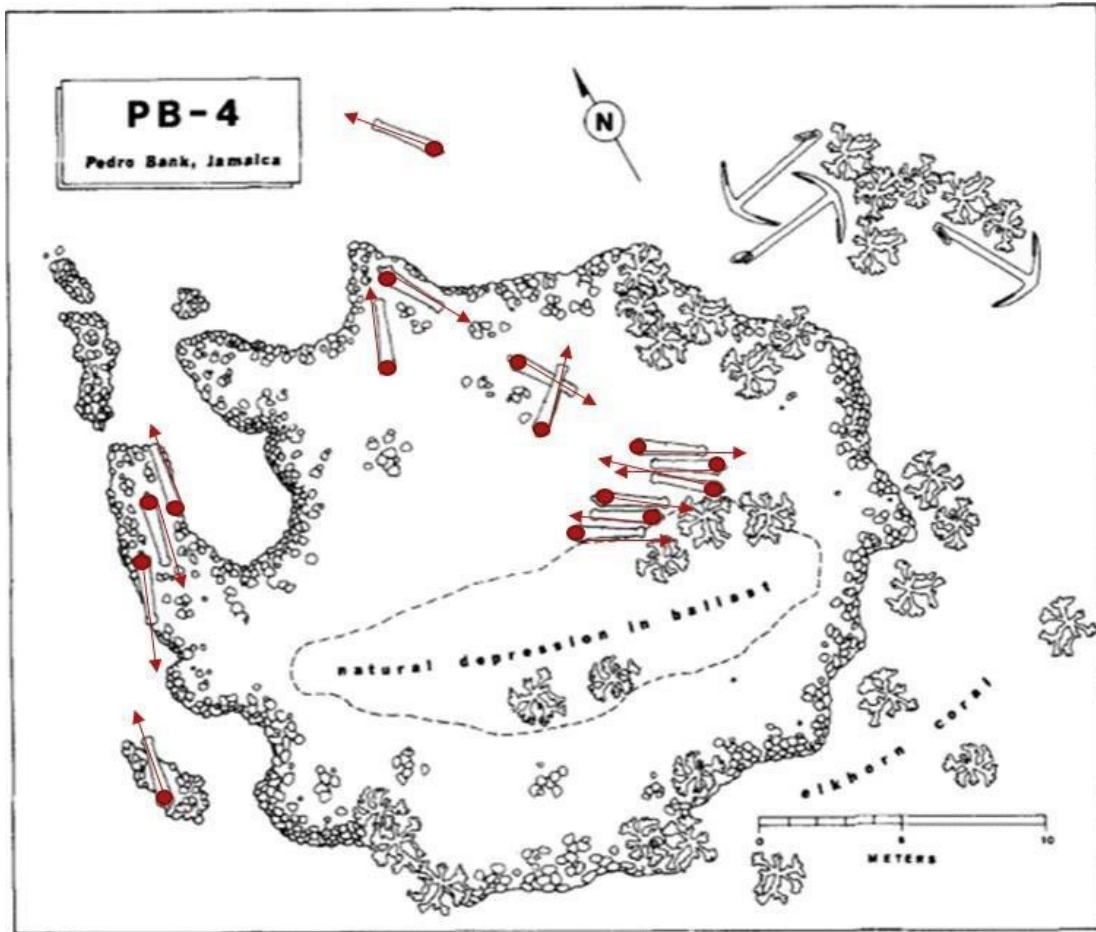 PB-4
Pedro Bank, Jamaica
N
natural depression in ballast
elkhorn coral
0 5 10
METERS